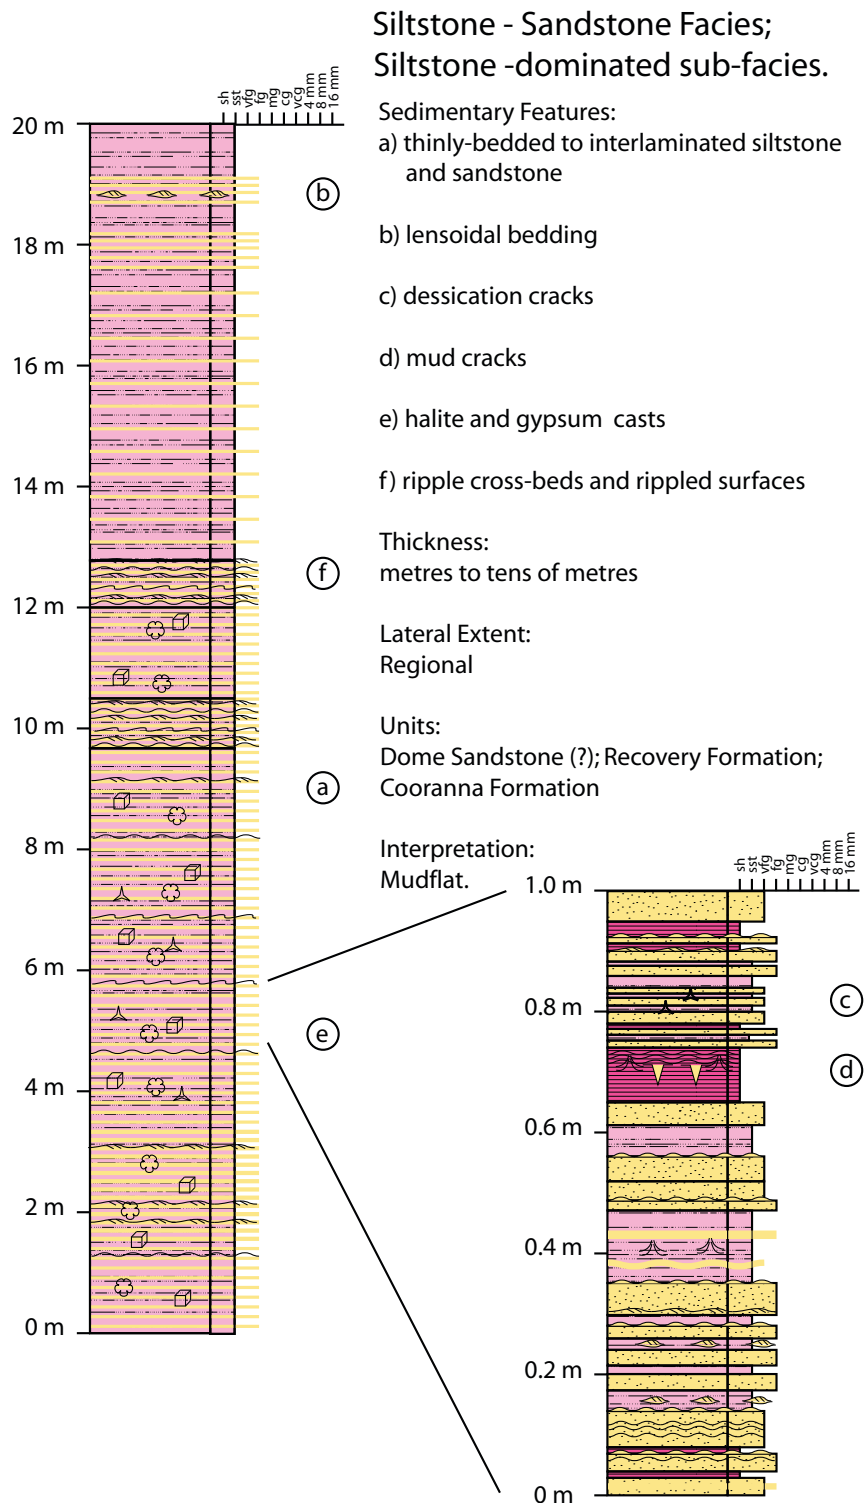 Siltstone - Sandstone Facies;
Siltstone -dominated sub-facies.
sh
sst
vfg
fg
mg
cg
vcg
4 mm
8 mm
16 mm
20 m
18 m
16 m
14 m
12 m
10 m
8 m
6 m
4 m
2 m
0 m
b
f
a
e
Sedimentary Features:
a) thinly-bedded to interlaminated siltstone
and sandstone
b) lensoidal bedding
c) dessication cracks
d) mud cracks
e) halite and gypsum casts
f) ripple cross-beds and rippled surfaces
Thickness:
metres to tens of metres
Lateral Extent:
Regional
Units:
Dome Sandstone (?); Recovery Formation;
Cooranna Formation
Interpretation:
Mudflat.
sh
sst
vfg
fg
mg
cg
vcg
4 mm
8 mm
16 mm
1.0 m
0.8 m
0.6 m
0.4 m
0.2 m
0 m
c
d